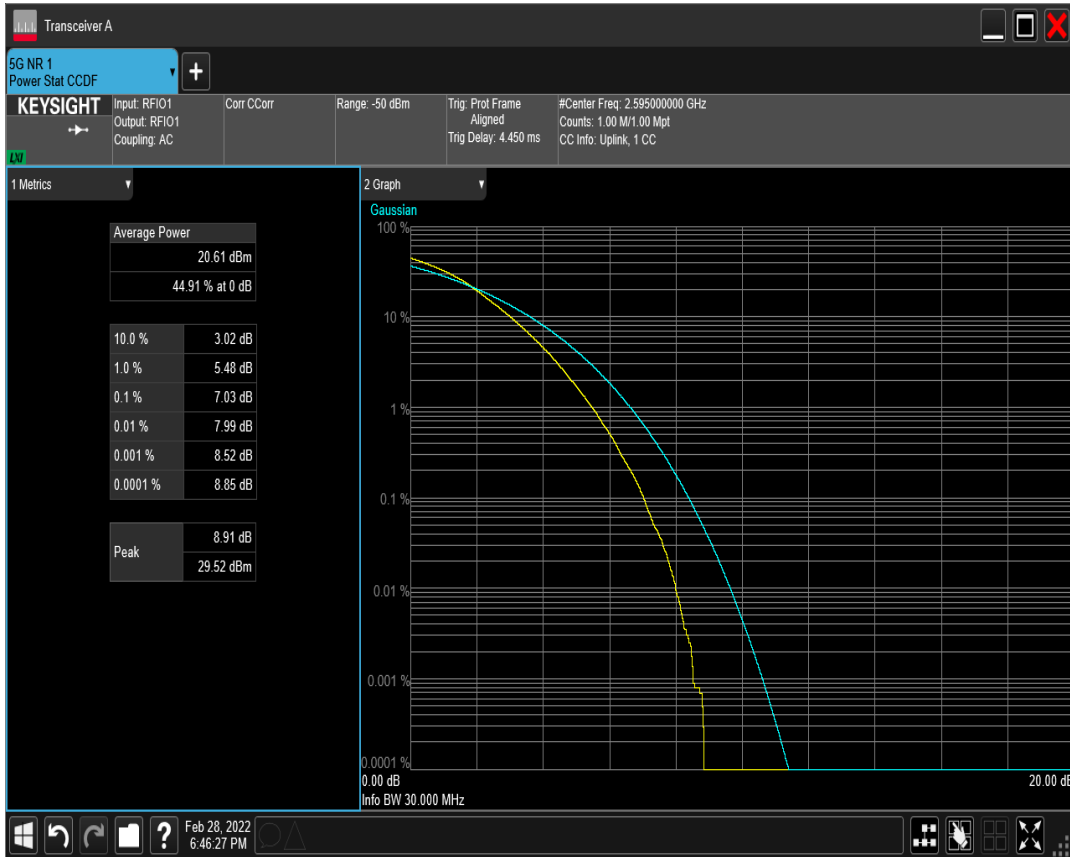 Transceiver A
5G NR 1
Power Stat CCDF
+
KEYSIGHT
LXI
Input: RFIO1
Output: RFIO1
Coupling: AC
Corr CCorr
Range: -50 dBm
Trig: Prot Frame
Aligned
Trig Delay: 4.450 ms
#Center Freq: 2.595000000 GHz
Counts: 1.00 M/1.00 Mpt
CC Info: Uplink, 1 CC
1 Metrics
Average Power
20.61 dBm
44.91 % at 0 dB
10.0 % 3.02 dB
1.0 % 5.48 dB
0.1 % 7.03 dB
0.01 % 7.99 dB
0.001 % 8.52 dB
0.0001 % 8.85 dB
Peak
8.91 dB
29.52 dBm
2 Graph
Gaussian
100 %
10 %
1 %
0.1 %
0.01 %
0.001 %
0.0001 %
0.00 dB 20.00 dB
Info BW 30.000 MHz
?
Feb 28, 2022
6:46:27 PM